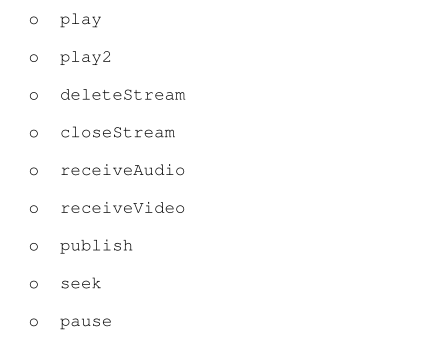 o play
o play2
o deleteStream
o closeStream
o receiveAudio
o receiveVideo
o publish
o seek
o pause